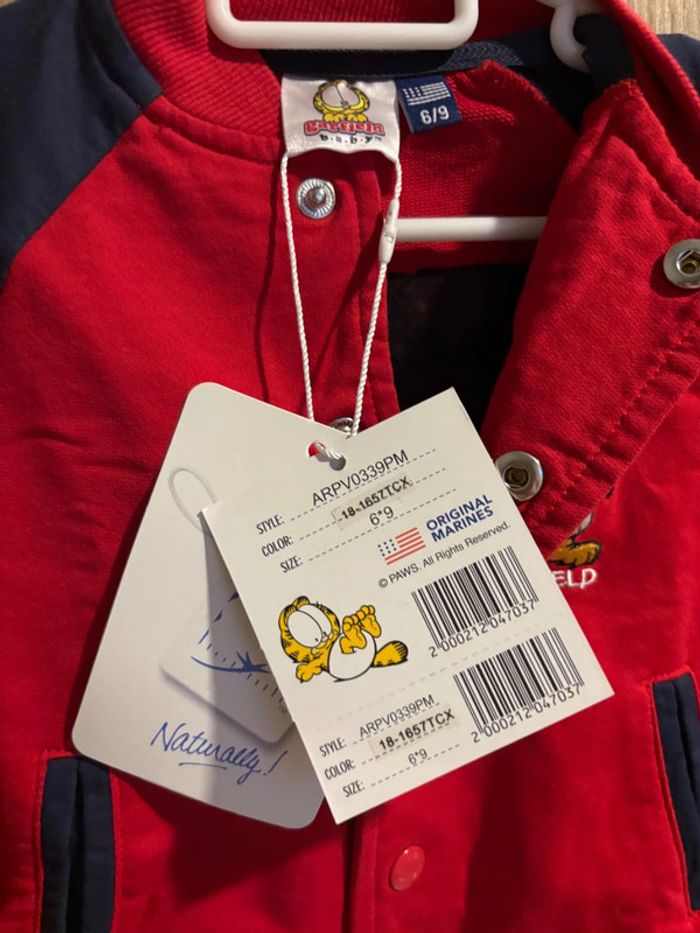 garfield
b·a·b·y™
6/9
STYLE: ARPV0339PM
COLOR: 18-1657TCX
SIZE: 6*9
ORIGINAL
MARINES
© PAWS. All Rights Reserved.
2 000212 047037
STYLE: ARPV0339PM
COLOR: 18-1657TCX
SIZE: 6*9
2 000212 047037
Naturally!
ELD